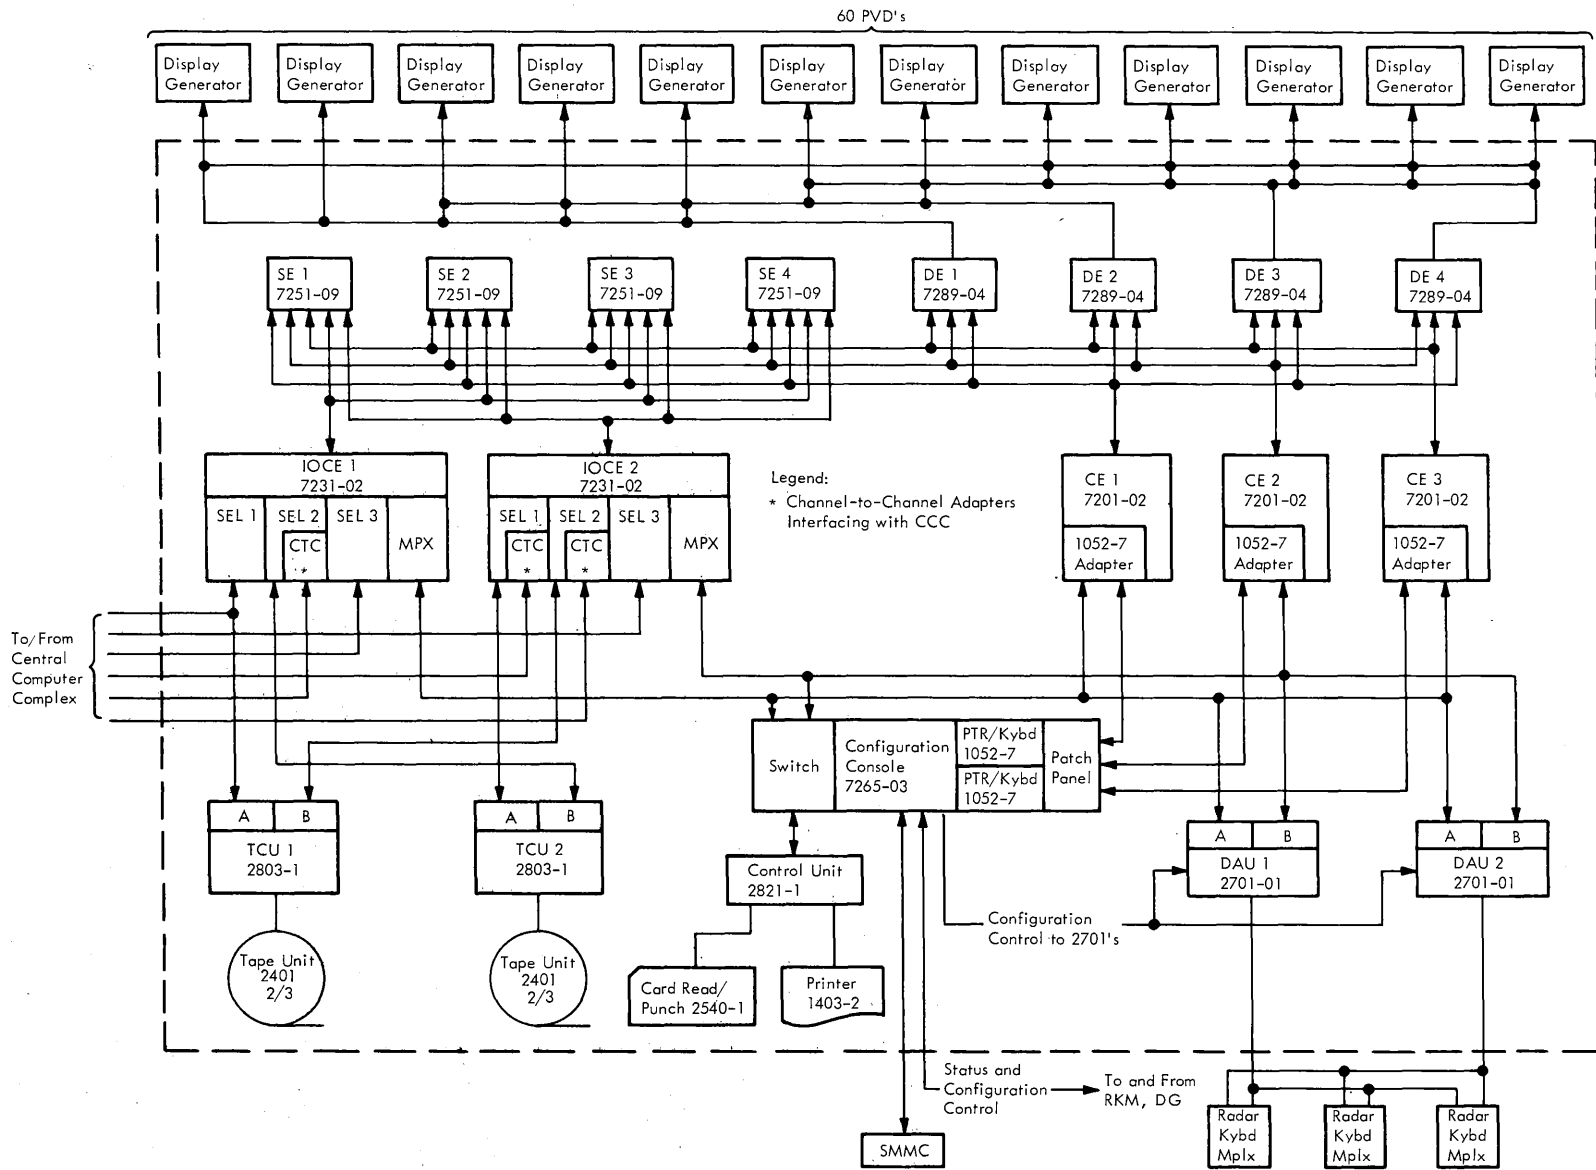 60 PVD's
Display
Generator
Display
Generator
Display
Generator
Display
Generator
Display
Generator
Display
Generator
Display
Generator
Display
Generator
Display
Generator
Display
Generator
Display
Generator
Display
Generator
SE 1
7251-09
SE 2
7251-09
SE 3
7251-09
SE 4
7251-09
DE 1
7289-04
DE 2
7289-04
DE 3
7289-04
DE 4
7289-04
IOCE 1
7231-02
SEL 1
SEL 2
SEL 3
CTC
*
MPX
IOCE 2
7231-02
SEL 1
SEL 2
SEL 3
CTC
*
CTC
*
MPX
Legend:
* Channel-to-Channel Adapters
Interfacing with CCC
CE 1
7201-02
1052-7
Adapter
CE 2
7201-02
1052-7
Adapter
CE 3
7201-02
1052-7
Adapter
To/From
Central
Computer
Complex
Switch
Configuration
Console
7265-03
PTR/Kybd
1052-7
PTR/Kybd
1052-7
Patch
Panel
A
B
TCU 1
2803-1
A
B
TCU 2
2803-1
Control Unit
2821-1
A
B
DAU 1
2701-01
A
B
DAU 2
2701-01
Configuration
Control to 2701's
Tape Unit
2401
2/3
Tape Unit
2401
2/3
Card Read/
Punch 2540-1
Printer
1403-2
Status and
Configuration
Control
To and From
RKM, DG
SMMC
Radar
Kybd
Mplx
Radar
Kybd
Mplx
Radar
Kybd
Mplx